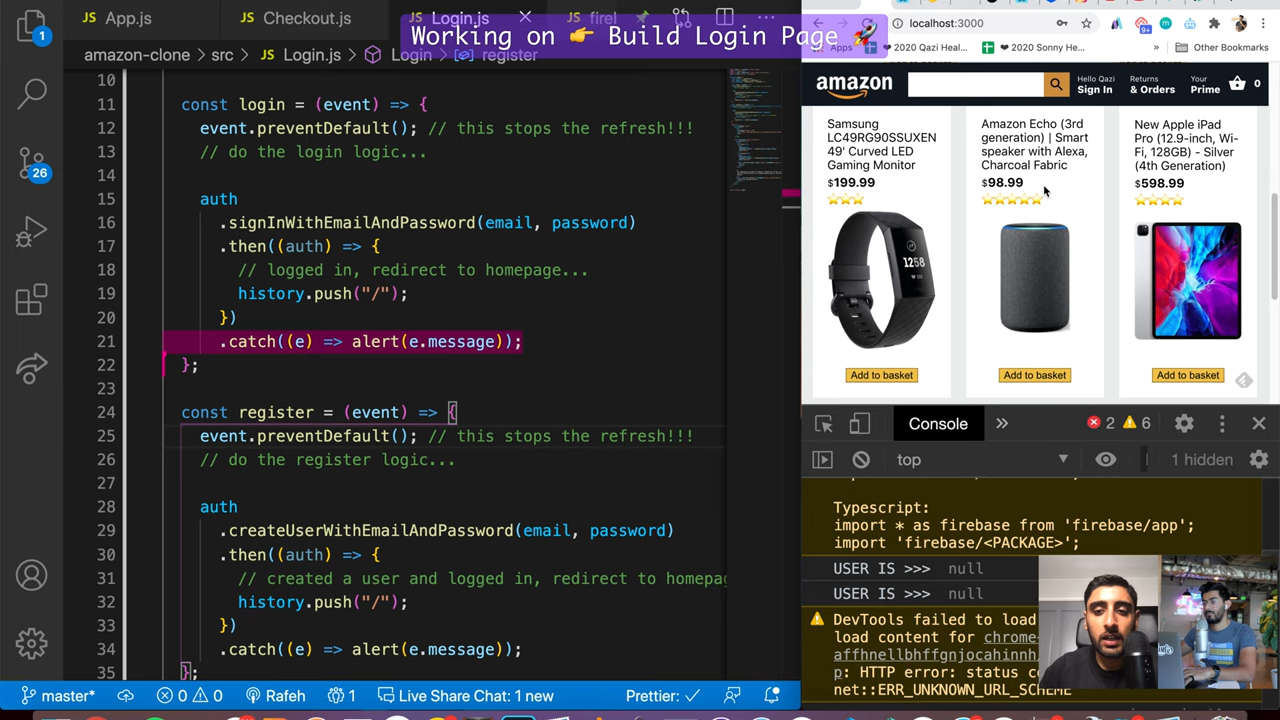 App.js
Checkout.js
Login.js
firel
Working on 👉 Build Login Page 🚀
amazon-clone > src > JS Login.js > Login > register
1
26
10
11 const login = (event) => {
12 event.preventDefault(); // this stops the refresh!!!
13 // do the login logic...
14
15 auth
16 .signInWithEmailAndPassword(email, password)
17 .then((auth) => {
18 // logged in, redirect to homepage...
19 history.push("/");
20 })
21 .catch((e) => alert(e.message));
22 };
23
24 const register = (event) => {
25 event.preventDefault(); // this stops the refresh!!!
26 // do the register logic...
27
28 auth
29 .createUserWithEmailAndPassword(email, password)
30 .then((auth) => {
31 // created a user and logged in, redirect to homepag
32 history.push("/");
33 })
34 .catch((e) => alert(e.message));
35 };
master*
0
0
Rafeh
1
Live Share Chat: 1 new
Prettier: ✓
localhost:3000
9+
Apps
❤ 2020 Qazi Heal...
❤ 2020 Sonny He...
»
Other Bookmarks
amazon
Hello Qazi
Sign In
Returns
& Orders
Your
Prime
0
Samsung
LC49RG90SSUXEN
49' Curved LED
Gaming Monitor
$199.99
Add to basket
Amazon Echo (3rd
generation) | Smart
speaker with Alexa,
Charcoal Fabric
$98.99
Add to basket
New Apple iPad
Pro (12.9-inch, Wi-
Fi, 128GB) - Silver
(4th Generation)
$598.99
Add to basket
12:58
Console
»
2
6
top
1 hidden
Typescript:
import * as firebase from 'firebase/app';
import 'firebase/<PACKAGE>';
USER IS >>> null
USER IS >>> null
DevTools failed to load
load content for chrome-
affhnellbhffgnjocahinnh
p: HTTP error: status co
net::ERR_UNKNOWN_URL_SCHEME